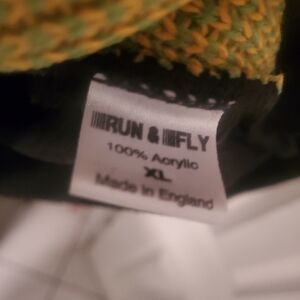 RUN & FLY
100% Acrylic
XL
Made in England